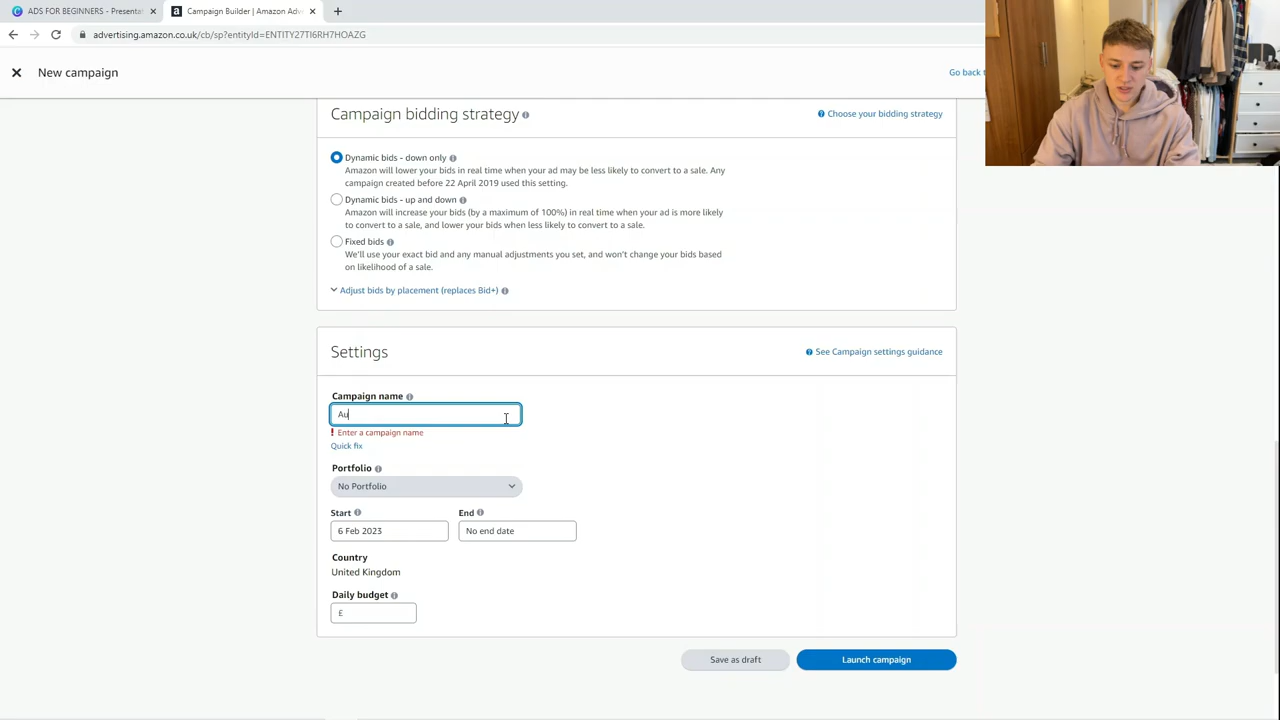 ADS FOR BEGINNERS - Presenta
Campaign Builder | Amazon Adv
advertising.amazon.co.uk/cb/sp?entityId=ENTITY27TI6RH7HOAZG
New campaign
Go back t
Campaign bidding strategy
Choose your bidding strategy
Dynamic bids - down only
Amazon will lower your bids in real time when your ad may be less likely to convert to a sale. Any
campaign created before 22 April 2019 used this setting.
Dynamic bids - up and down
Amazon will increase your bids (by a maximum of 100%) in real time when your ad is more likely
to convert to a sale, and lower your bids when less likely to convert to a sale.
Fixed bids
We'll use your exact bid and any manual adjustments you set, and won't change your bids based
on likelihood of a sale.
Adjust bids by placement (replaces Bid+)
Settings
See Campaign settings guidance
Campaign name
Au
Enter a campaign name
Quick fix
Portfolio
No Portfolio
Start End
6 Feb 2023 No end date
Country
United Kingdom
Daily budget
£
Save as draft Launch campaign